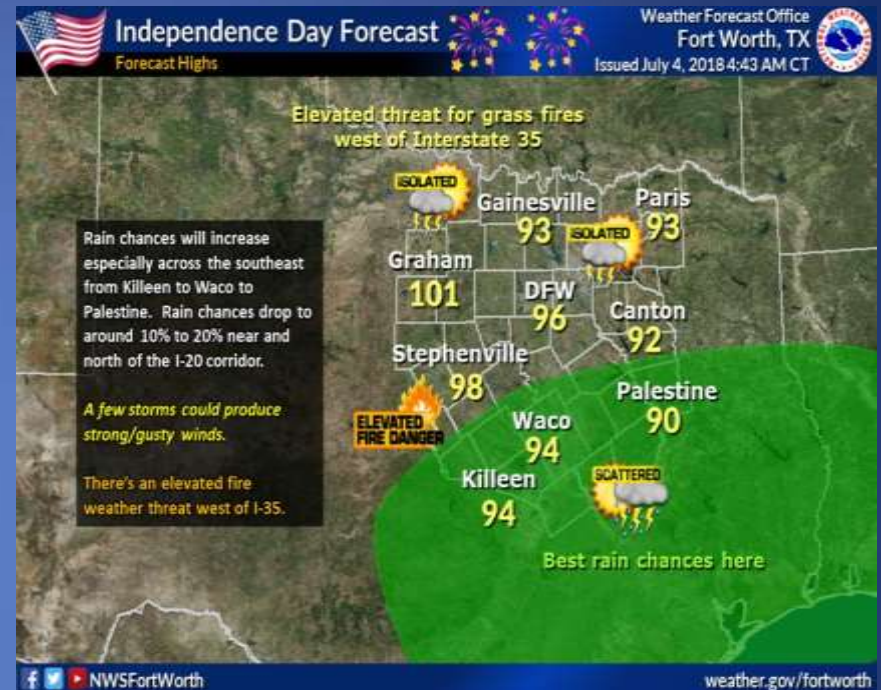 Independence Day Forecast
Forecast Highs
Weather Forecast Office
Fort Worth, TX
Issued July 4, 2018 4:43 AM CT
Elevated threat for grass fires
west of Interstate 35
ISOLATED
Gainesville
93
Paris
93
ISOLATED
Graham
101
DFW
96
Canton
92
Rain chances will increase
especially across the southeast
from Killeen to Waco to
Palestine. Rain chances drop to
around 10% to 20% near and
north of the I-20 corridor.
A few storms could produce
strong/gusty winds.
There's an elevated fire
weather threat west of I-35.
Stephenville
98
ELEVATED
FIRE DANGER
Palestine
90
Waco
94
Killeen
94
SCATTERED
Best rain chances here
NWSFortWorth
weather.gov/fortworth